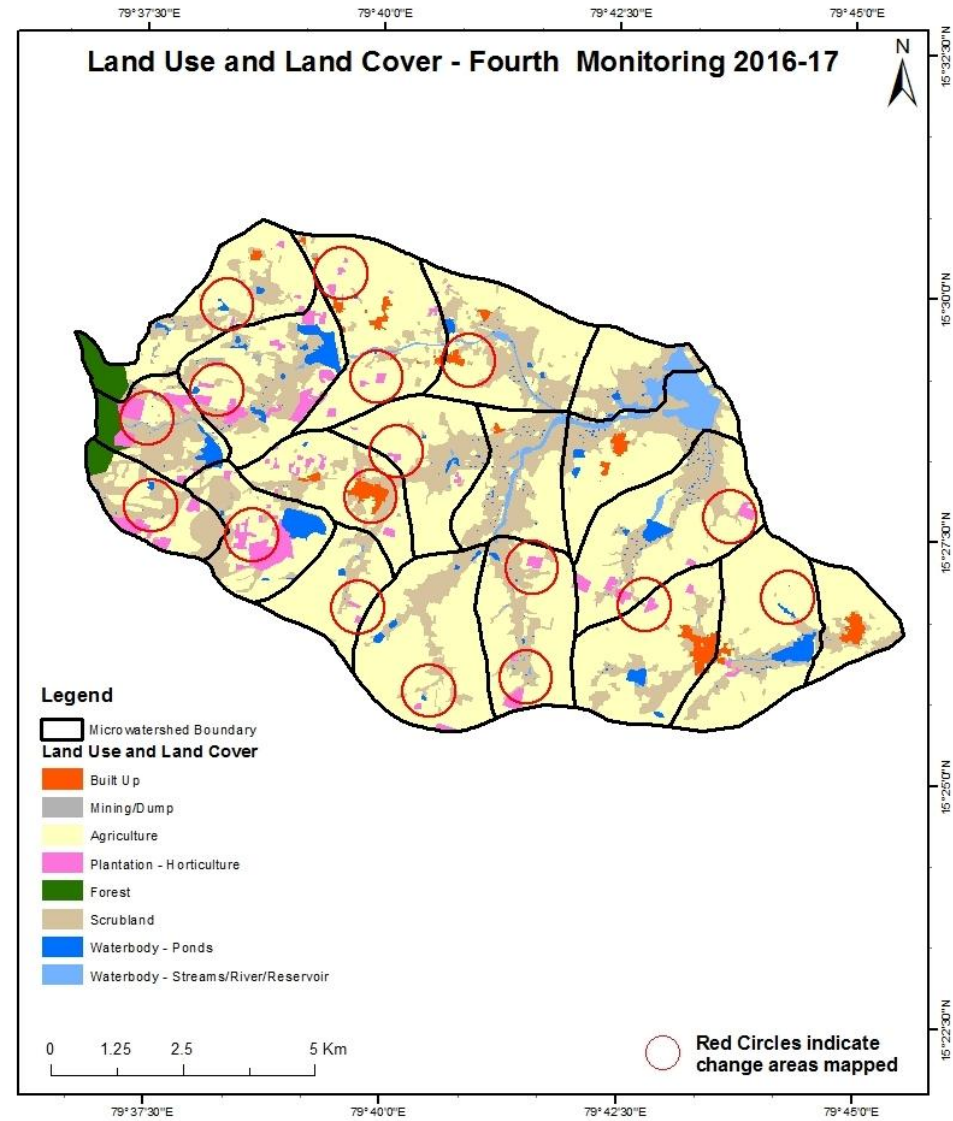 79°37'30"E 79°40'0"E 79°42'30"E 79°45'0"E
Land Use and Land Cover - Fourth Monitoring 2016-17
N
15°32'30"N
15°30'0"N
15°27'30"N
15°25'0"N
15°22'30"N
Legend
Microwatershed Boundary
Land Use and Land Cover
Built Up
Mining/Dump
Agriculture
Plantation - Horticulture
Forest
Scrubland
Waterbody - Ponds
Waterbody - Streams/River/Reservoir
0 1.25 2.5 5 Km
Red Circles indicate
change areas mapped
79°37'30"E 79°40'0"E 79°42'30"E 79°45'0"E